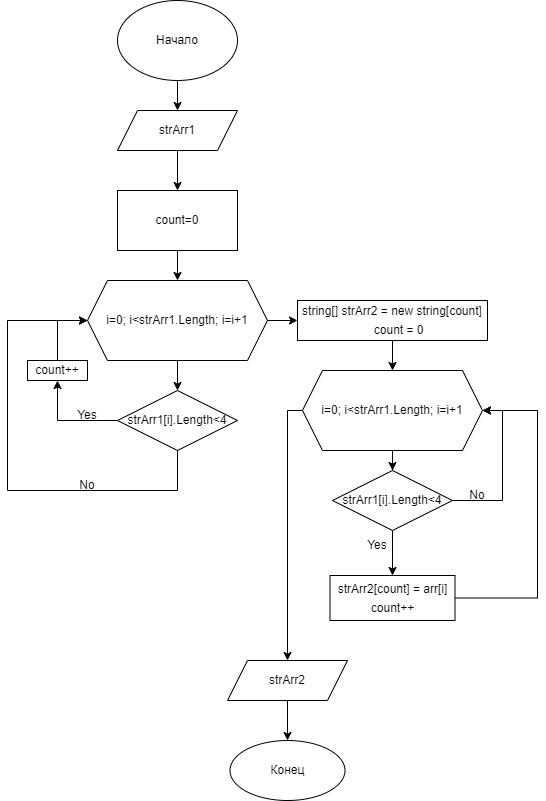 Начало
strArr1
count=0
i=0; i<strArr1.Length; i=i+1
string[] strArr2 = new string[count]
count = 0
count++
strArr1[i].Length<4
Yes
No
i=0; i<strArr1.Length; i=i+1
strArr1[i].Length<4
No
Yes
strArr2[count] = arr[i]
count++
strArr2
Конец